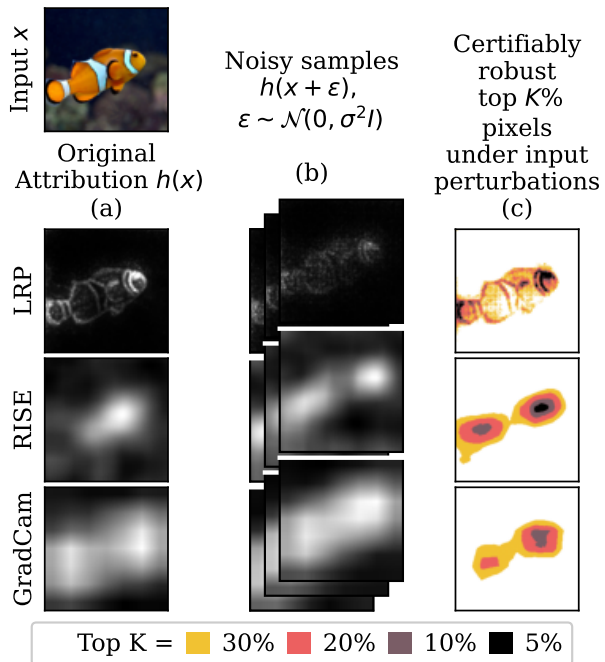 Input x
Original
Attribution h(x)
(a)
Noisy samples
h(x + ε),
ε ∼ 𝒩(0, σ²I)
(b)
Certifiably
robust
top K%
pixels
under input
perturbations
(c)
LRP
RISE
GradCam
Top K = 30% 20% 10% 5%